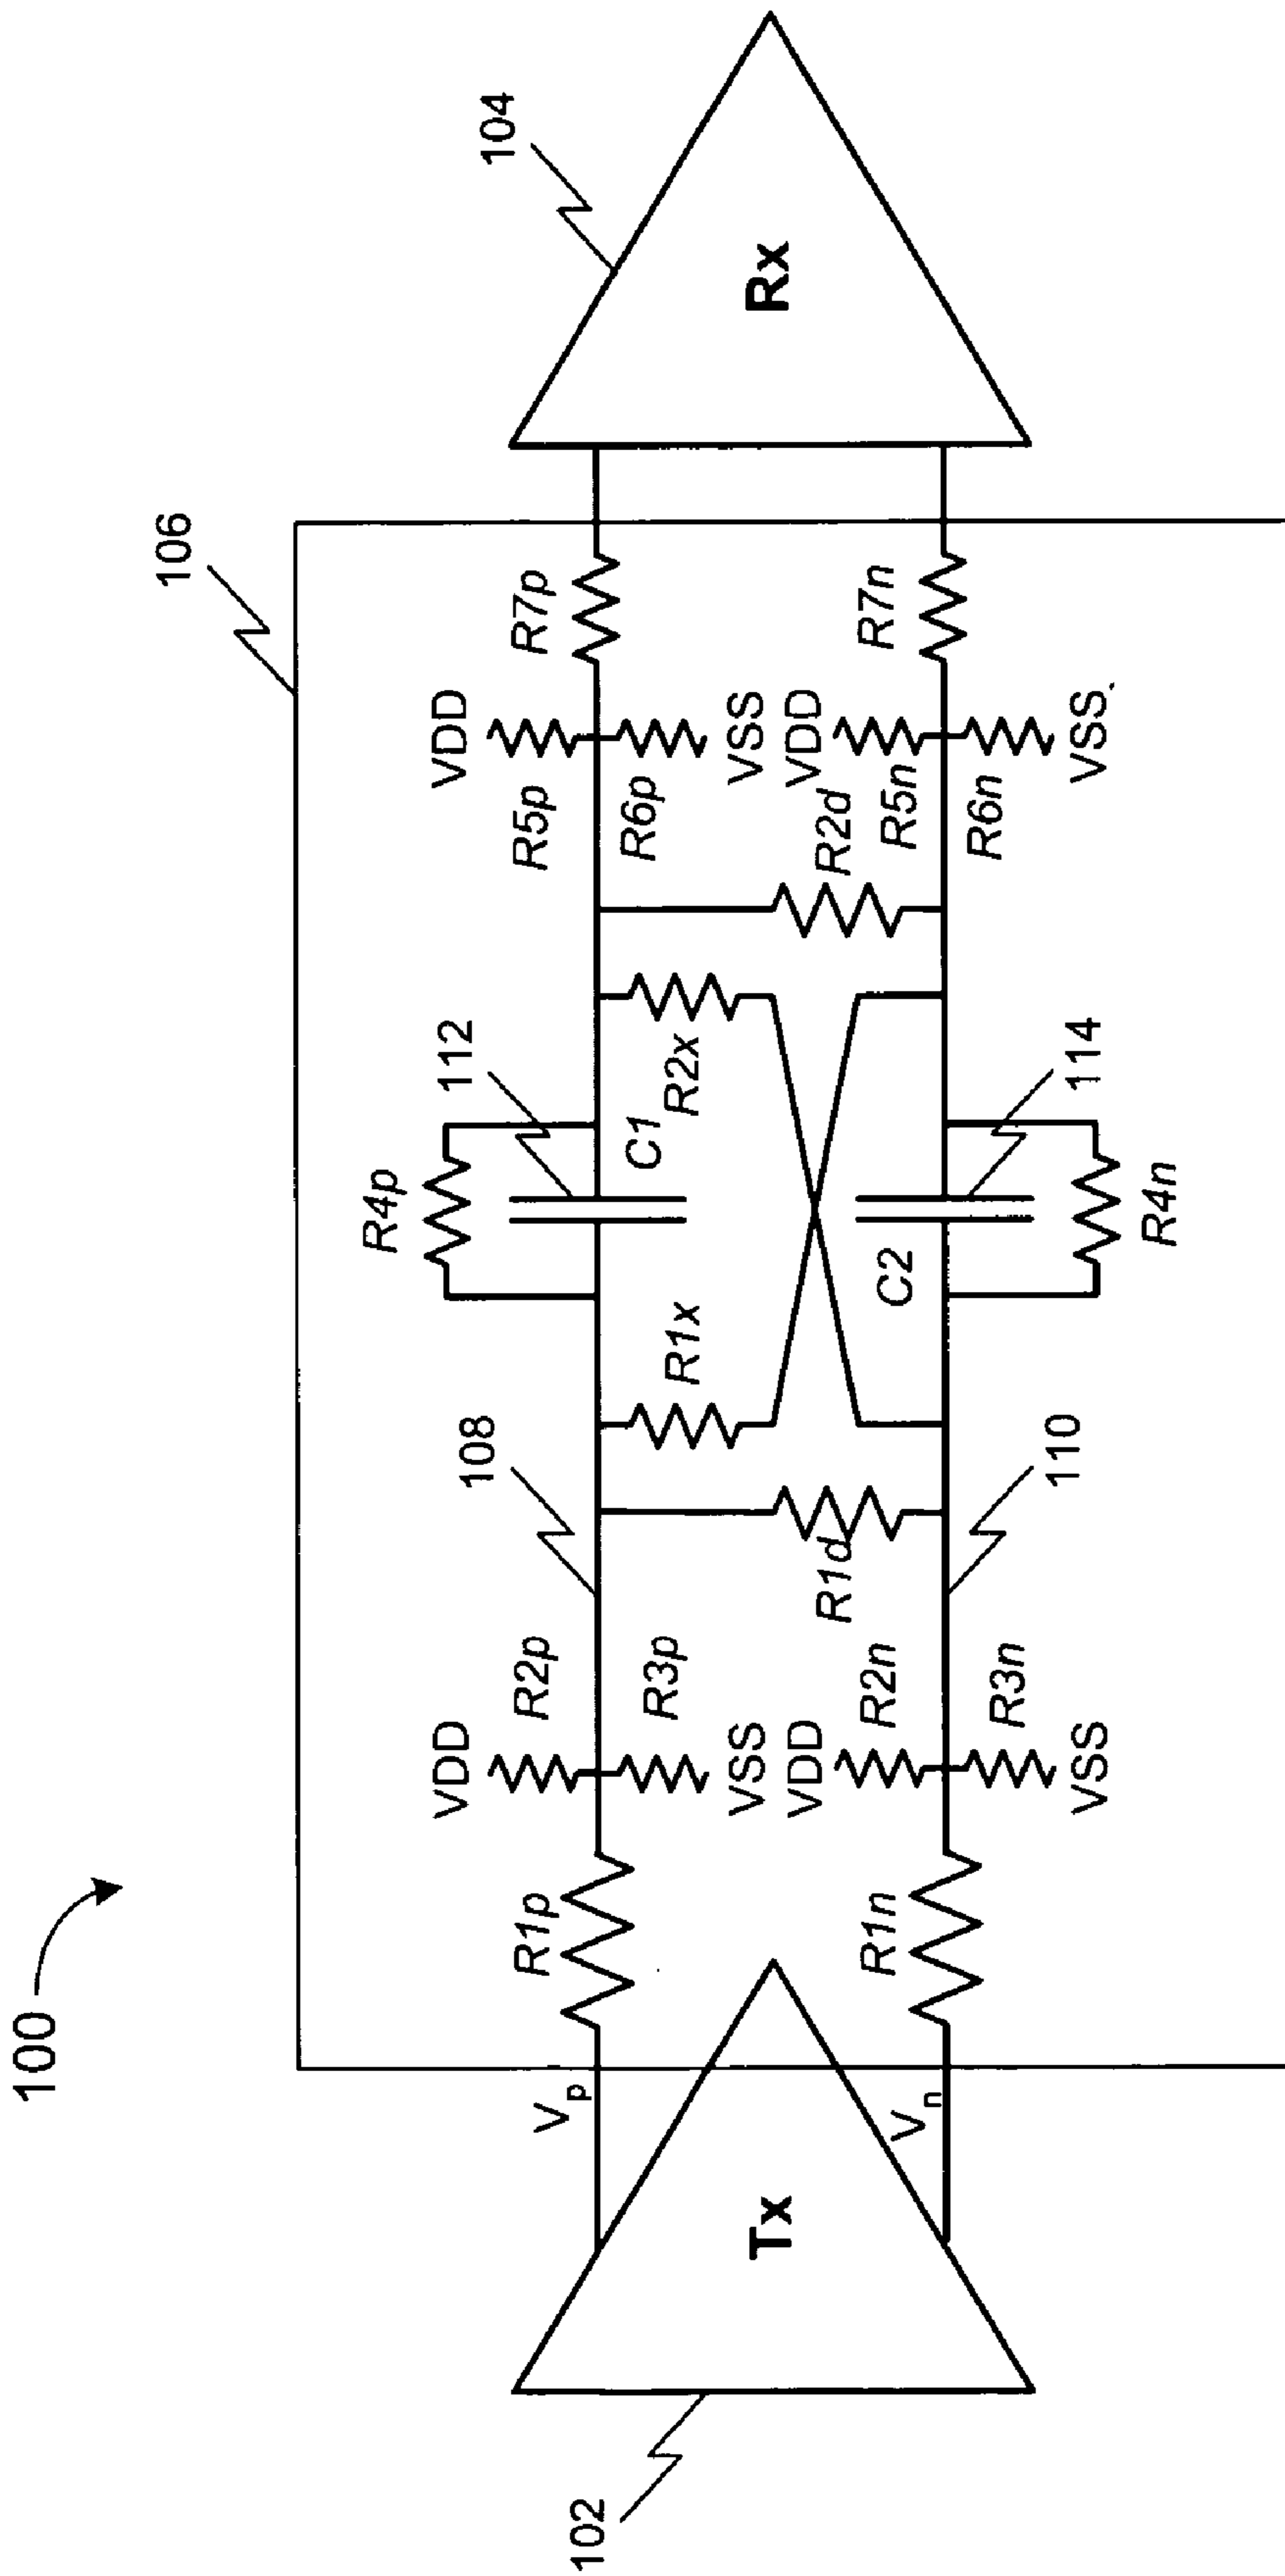 100
106
R4p
112
104
VDD
R2p
108
C1
VDD
R5p
V
p
R1p
R3p
R1x
R2x
R6p
R7p
VSS
VSS
Tx
Rx
VDD
VDD
R2d
R1d
V
n
R1n
R2n
C2
R5n
R7n
R3n
R6n
VSS
110
114
VSS
R4n
102